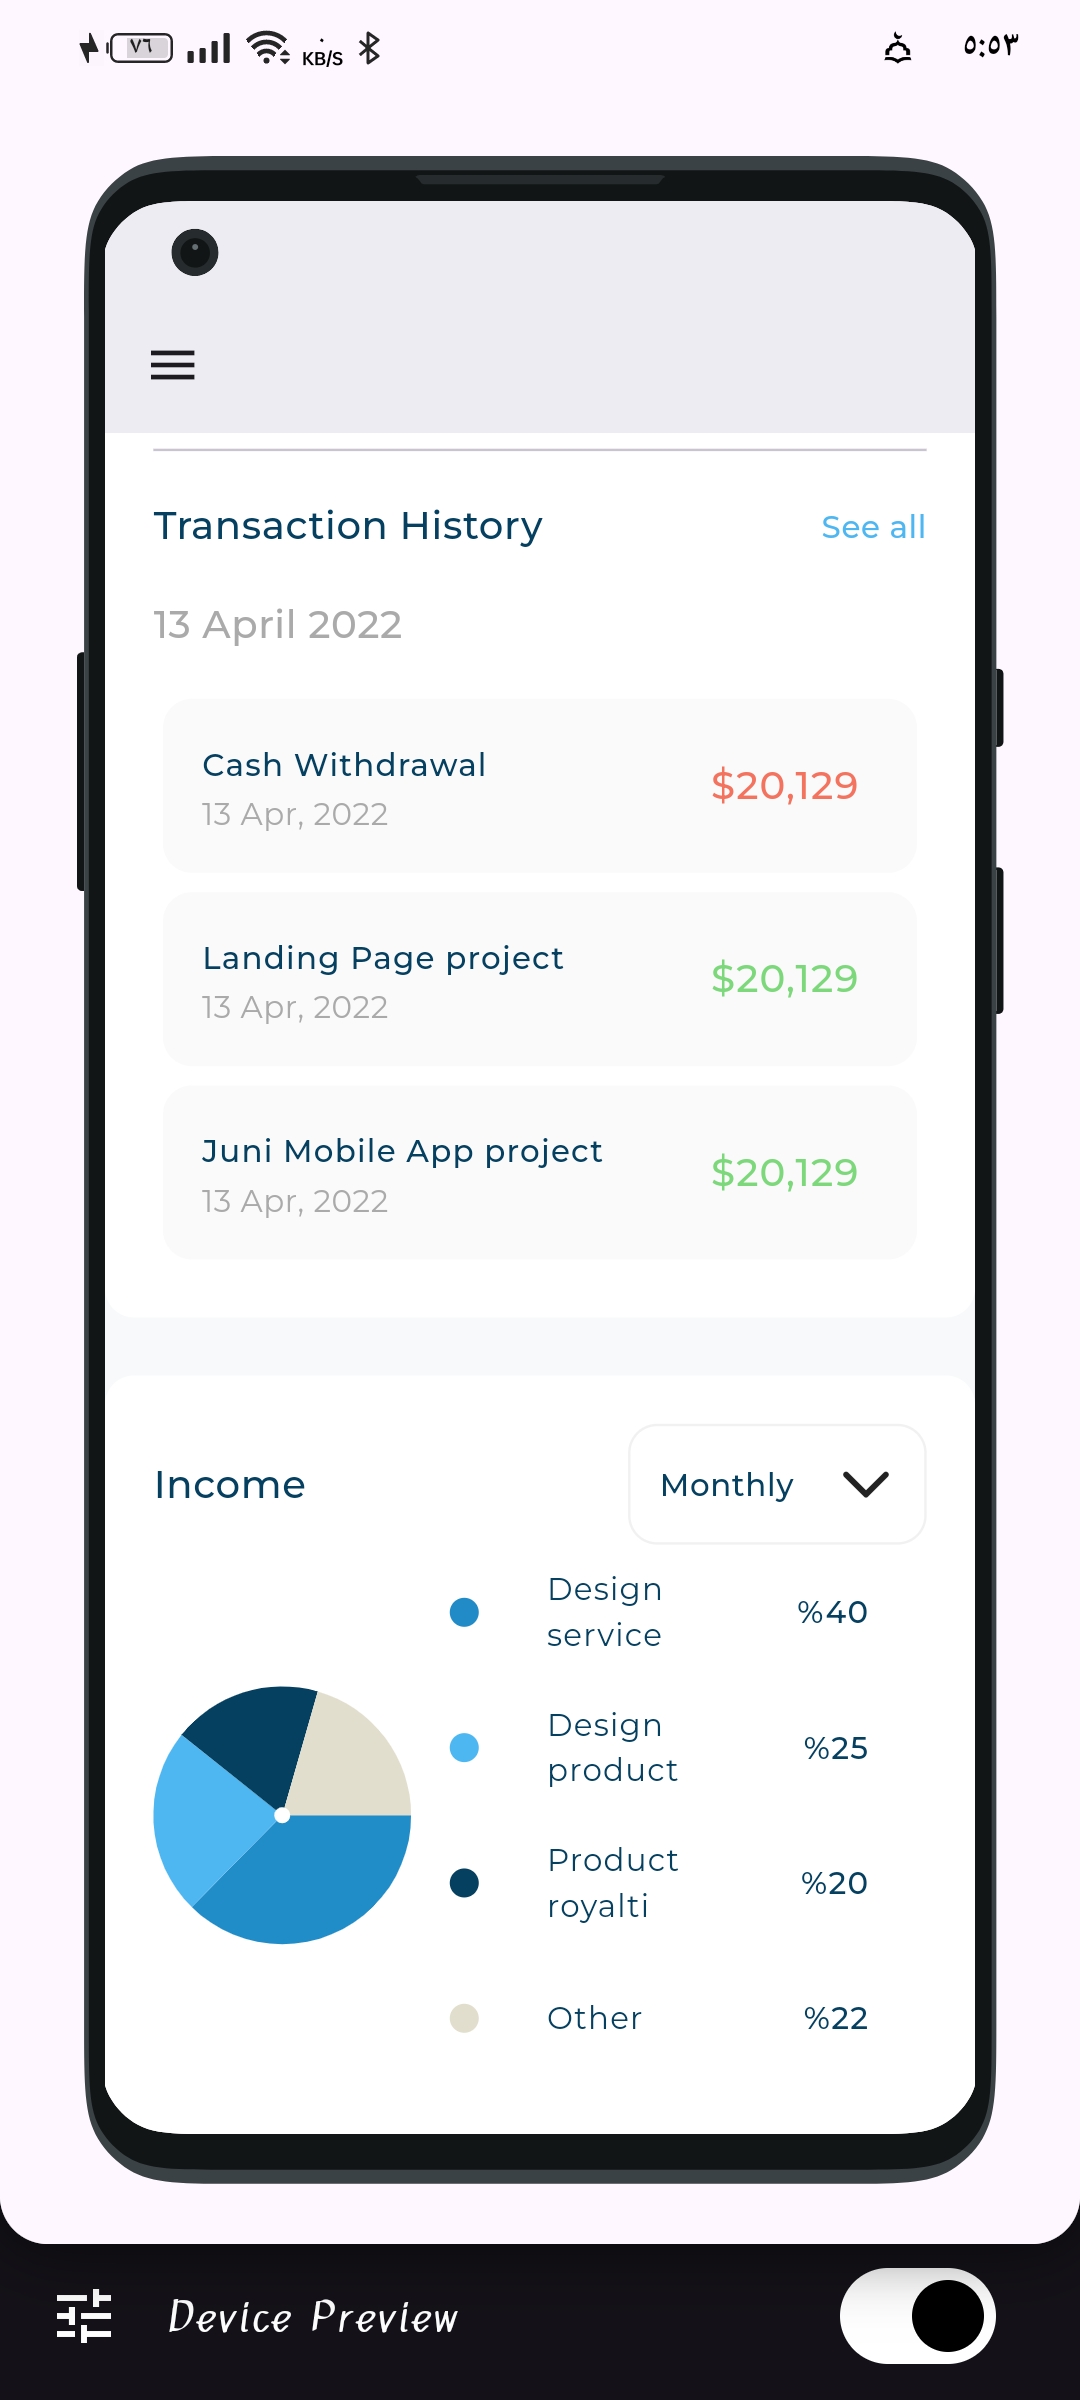 ٧٦
٠
KB/S
٥:٥٣
Transaction History
See all
13 April 2022
Cash Withdrawal
13 Apr, 2022
$20,129
Landing Page project
13 Apr, 2022
$20,129
Juni Mobile App project
13 Apr, 2022
$20,129
Income
Monthly
Design
service
%40
Design
product
%25
Product
royalti
%20
Other
%22
Device Preview